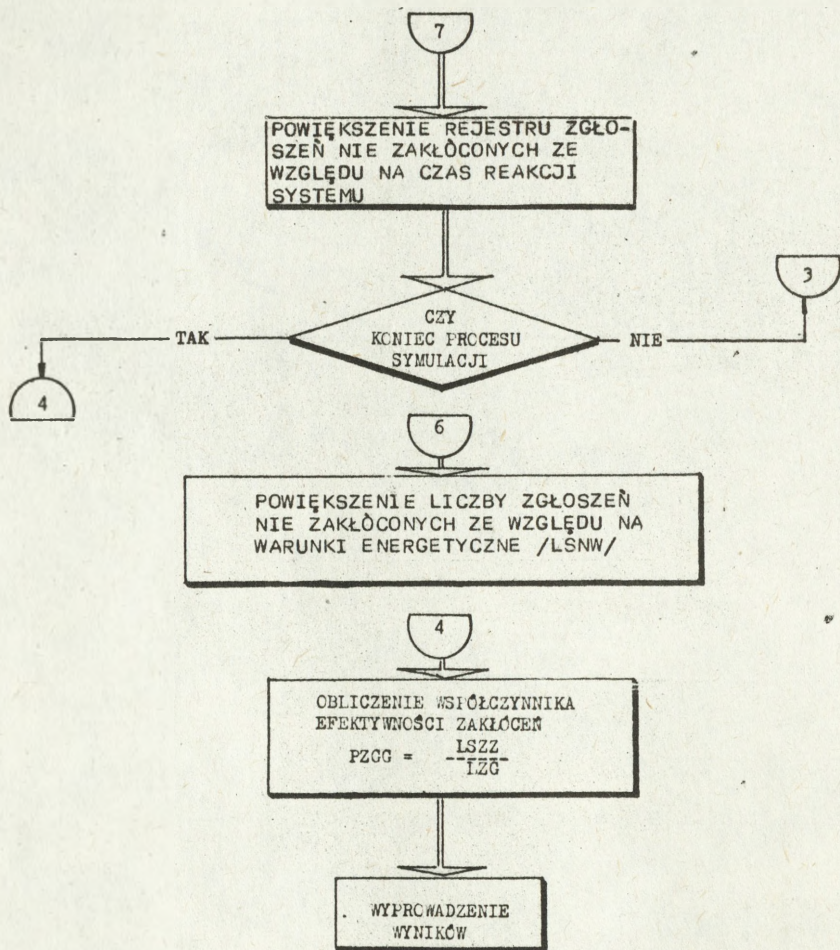 7
POWIĘKSZENIE REJESTRU ZGŁO-
SZEŃ NIE ZAKŁÓCONYCH ZE
WZGLĘDU NA CZAS REAKCJI
SYSTEMU
3
CZY
TAK KONIEC PROCESU NIE
SYMULACJI
4
6
POWIĘKSZENIE LICZBY ZGŁOSZEŃ
NIE ZAKŁÓCONYCH ZE WZGLĘDU NA
WARUNKI ENERGETYCZNE /LSNW/
4
OBLICZENIE WSPÓŁCZYNNIKA
EFEKTYWNOŚCI ZAKŁÓCEŃ
PZGG = LSZZ
LZG
WYPROWADZENIE
WYNIKÓW